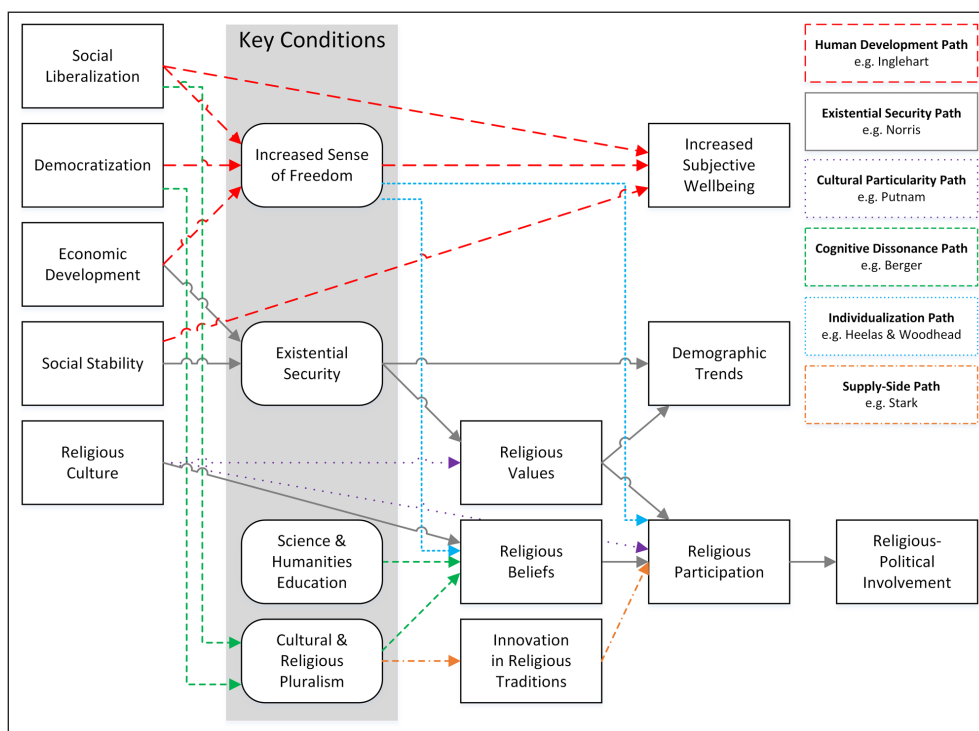 Key Conditions
Social
Liberalization
Democratization
Economic
Development
Social Stability
Religious
Culture
Increased Sense
of Freedom
Existential
Security
Science &
Humanities
Education
Cultural &
Religious
Pluralism
Religious
Values
Religious
Beliefs
Innovation
in Religious
Traditions
Increased
Subjective
Wellbeing
Demographic
Trends
Religious
Participation
Religious-
Political
Involvement
Human Development Path
e.g. Inglehart
Existential Security Path
e.g. Norris
Cultural Particularity Path
e.g. Putnam
Cognitive Dissonance Path
e.g. Berger
Individualization Path
e.g. Heelas & Woodhead
Supply-Side Path
e.g. Stark